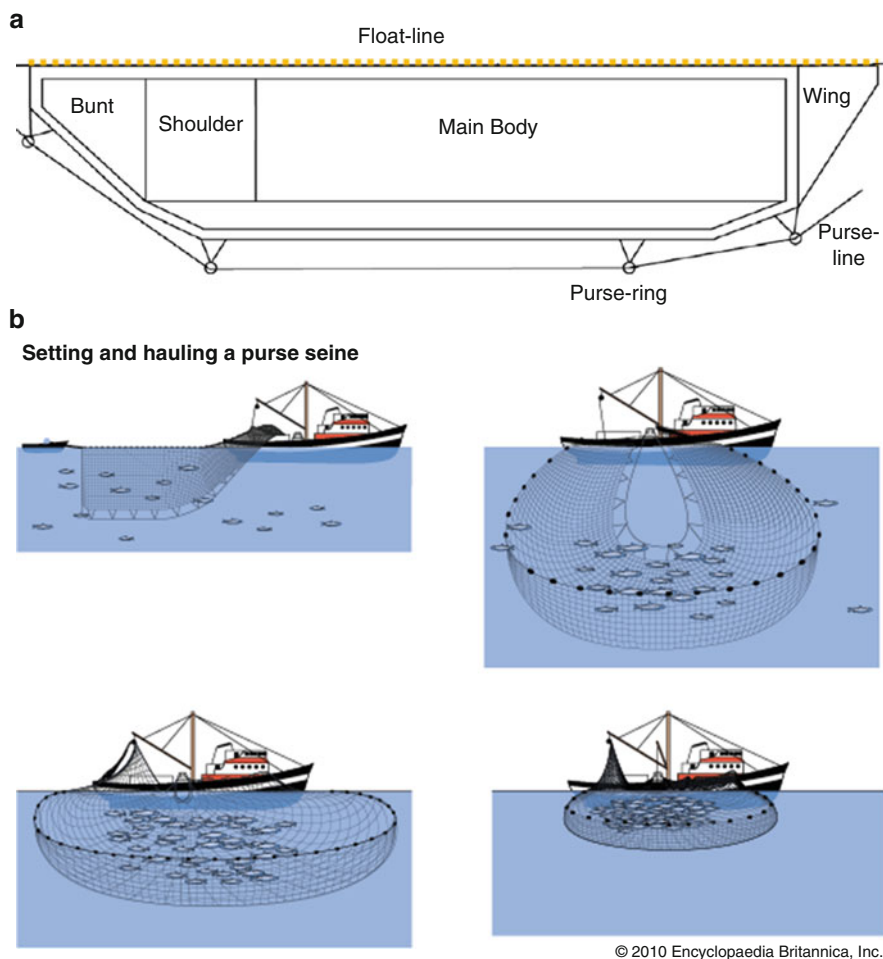 a
Float-line
Bunt
Shoulder
Main Body
Wing
Purse-
line
Purse-ring
b
Setting and hauling a purse seine
© 2010 Encyclopaedia Britannica, Inc.